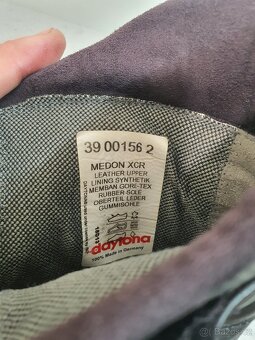 39 00156 2
MEDON XCR
LEATHER UPPER
LINING SYNTHETIK
MEMBAN GORE-TEX
RUBBER-SOLE
OBERTEIL LEDER
GUMMISOHLE
daytona
100% Made in Germany